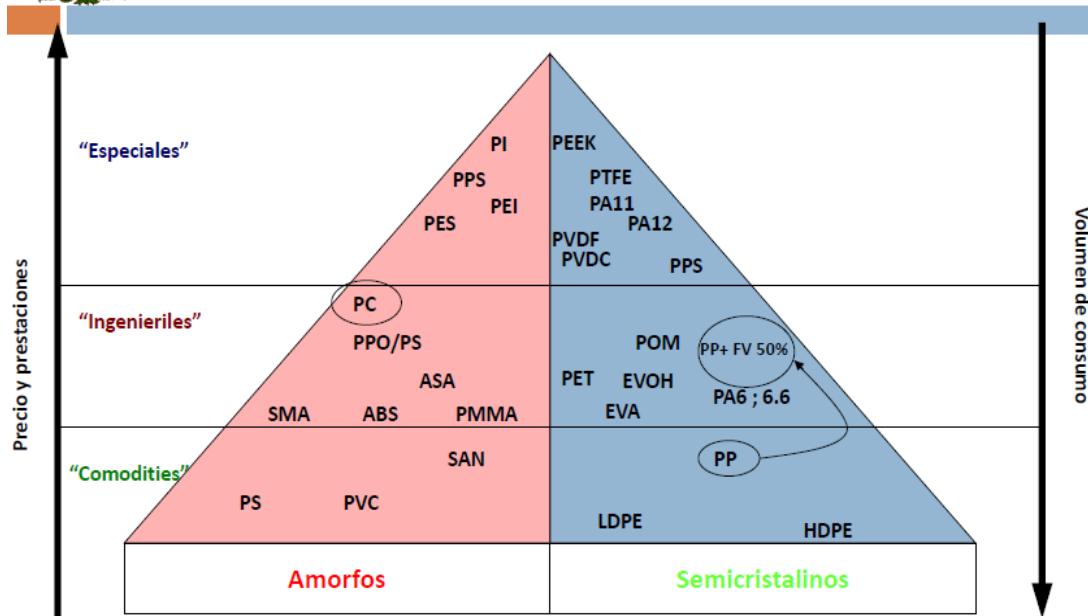 "Especiales"
PI
PEEK
PPS
PTFE
PEI
PA11
PES
PA12
PVDF
PVDC
PPS
Precio y prestaciones
Volumen de consumo
"Ingenieriles"
PC
PPO/PS
POM
PP+ FV 50%
ASA
PET
EVOH
PA6 ; 6.6
SMA
ABS
PMMA
EVA
"Comodities"
SAN
PP
PS
PVC
LDPE
HDPE
Amorfos
Semicristalinos